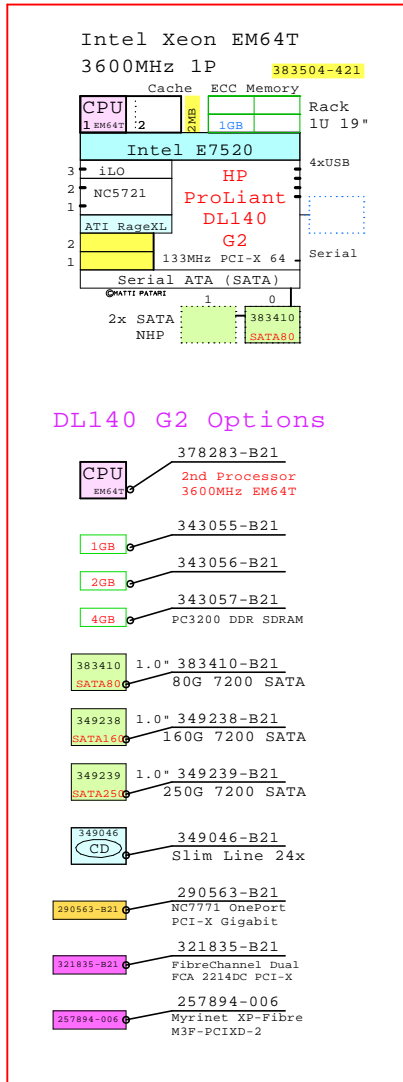 Intel Xeon EM64T
3600MHz 1P
383504-421
Cache ECC Memory
CPU
1 EM64T 2
2MB
1GB
Rack
1U 19"
Intel E7520
4xUSB
3 iLO
2 NC5721
1
ATI RageXL
HP
ProLiant
DL140
G2
2
1
133MHz PCI-X 64
Serial
Serial ATA (SATA)
©MATTI PATARI
1 0
2x SATA
NHP
383410
SATA80
DL140 G2 Options
CPU
EM64T
378283-B21
2nd Processor
3600MHz EM64T
1GB
343055-B21
2GB
343056-B21
4GB
343057-B21
PC3200 DDR SDRAM
383410
SATA80
1.0" 383410-B21
80G 7200 SATA
349238
SATA160
1.0" 349238-B21
160G 7200 SATA
349239
SATA250
1.0" 349239-B21
250G 7200 SATA
349046
CD
349046-B21
Slim Line 24x
290563-B21
290563-B21
NC7771 OnePort
PCI-X Gigabit
321835-B21
321835-B21
FibreChannel Dual
FCA 2214DC PCI-X
257894-006
257894-006
Myrinet XP-Fibre
M3F-PCIXD-2